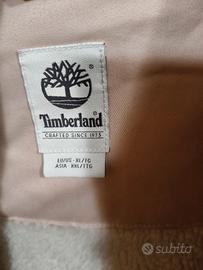 Timberland
CRAFTED SINCE 1973
EU/US - XL/TG
ASIA - XXL/TTG
subito